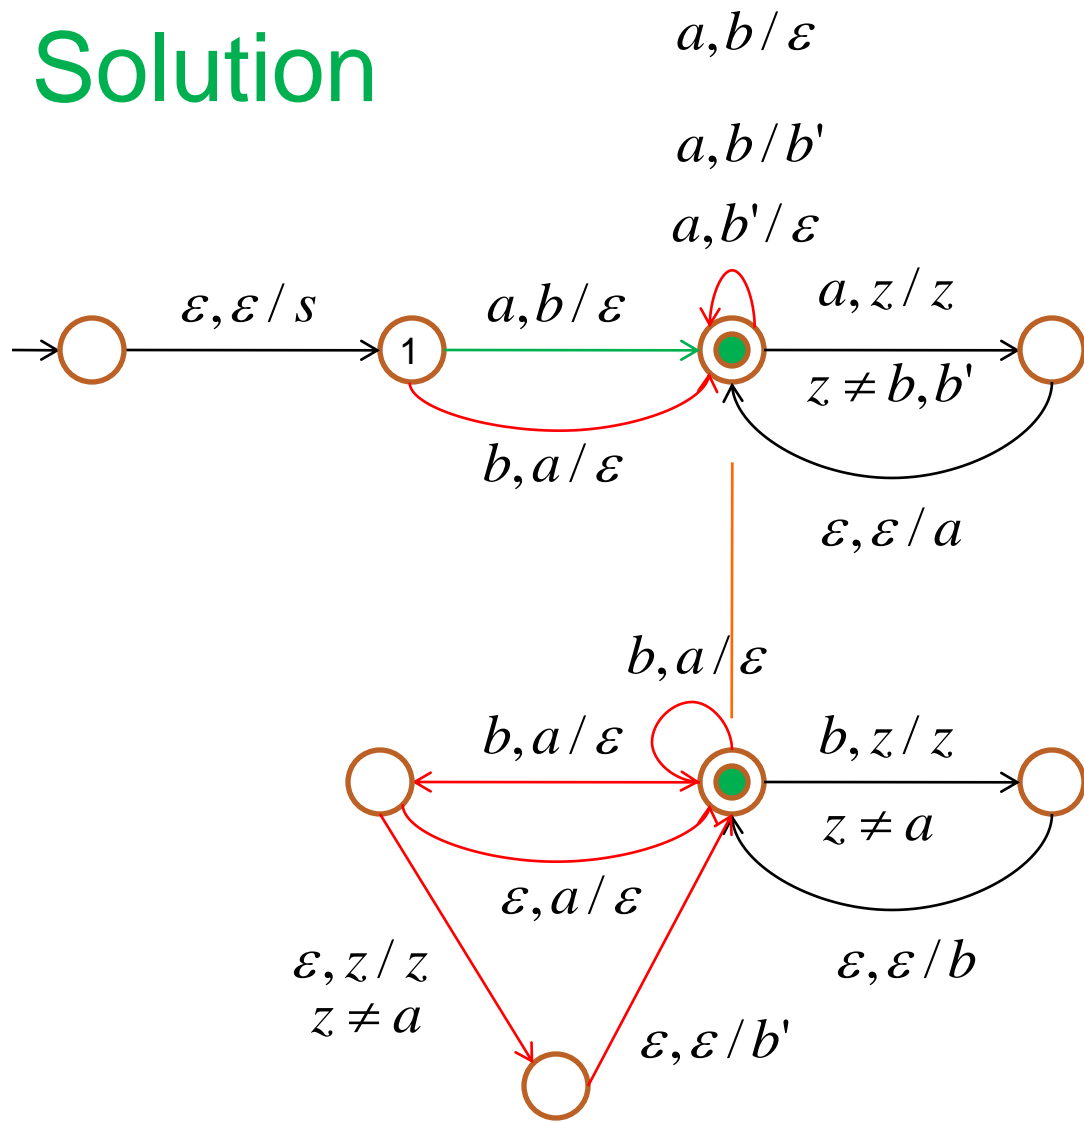 Solution
a,b/ε
a,b/b'
a,b'/ε
ε,ε/s
a,b/ε
a,z/z
1
z≠b,b'
b,a/ε
ε,ε/a
b,a/ε
b,a/ε
b,z/z
z≠a
ε,a/ε
ε,z/z
z≠a
ε,ε/b
ε,ε/b'